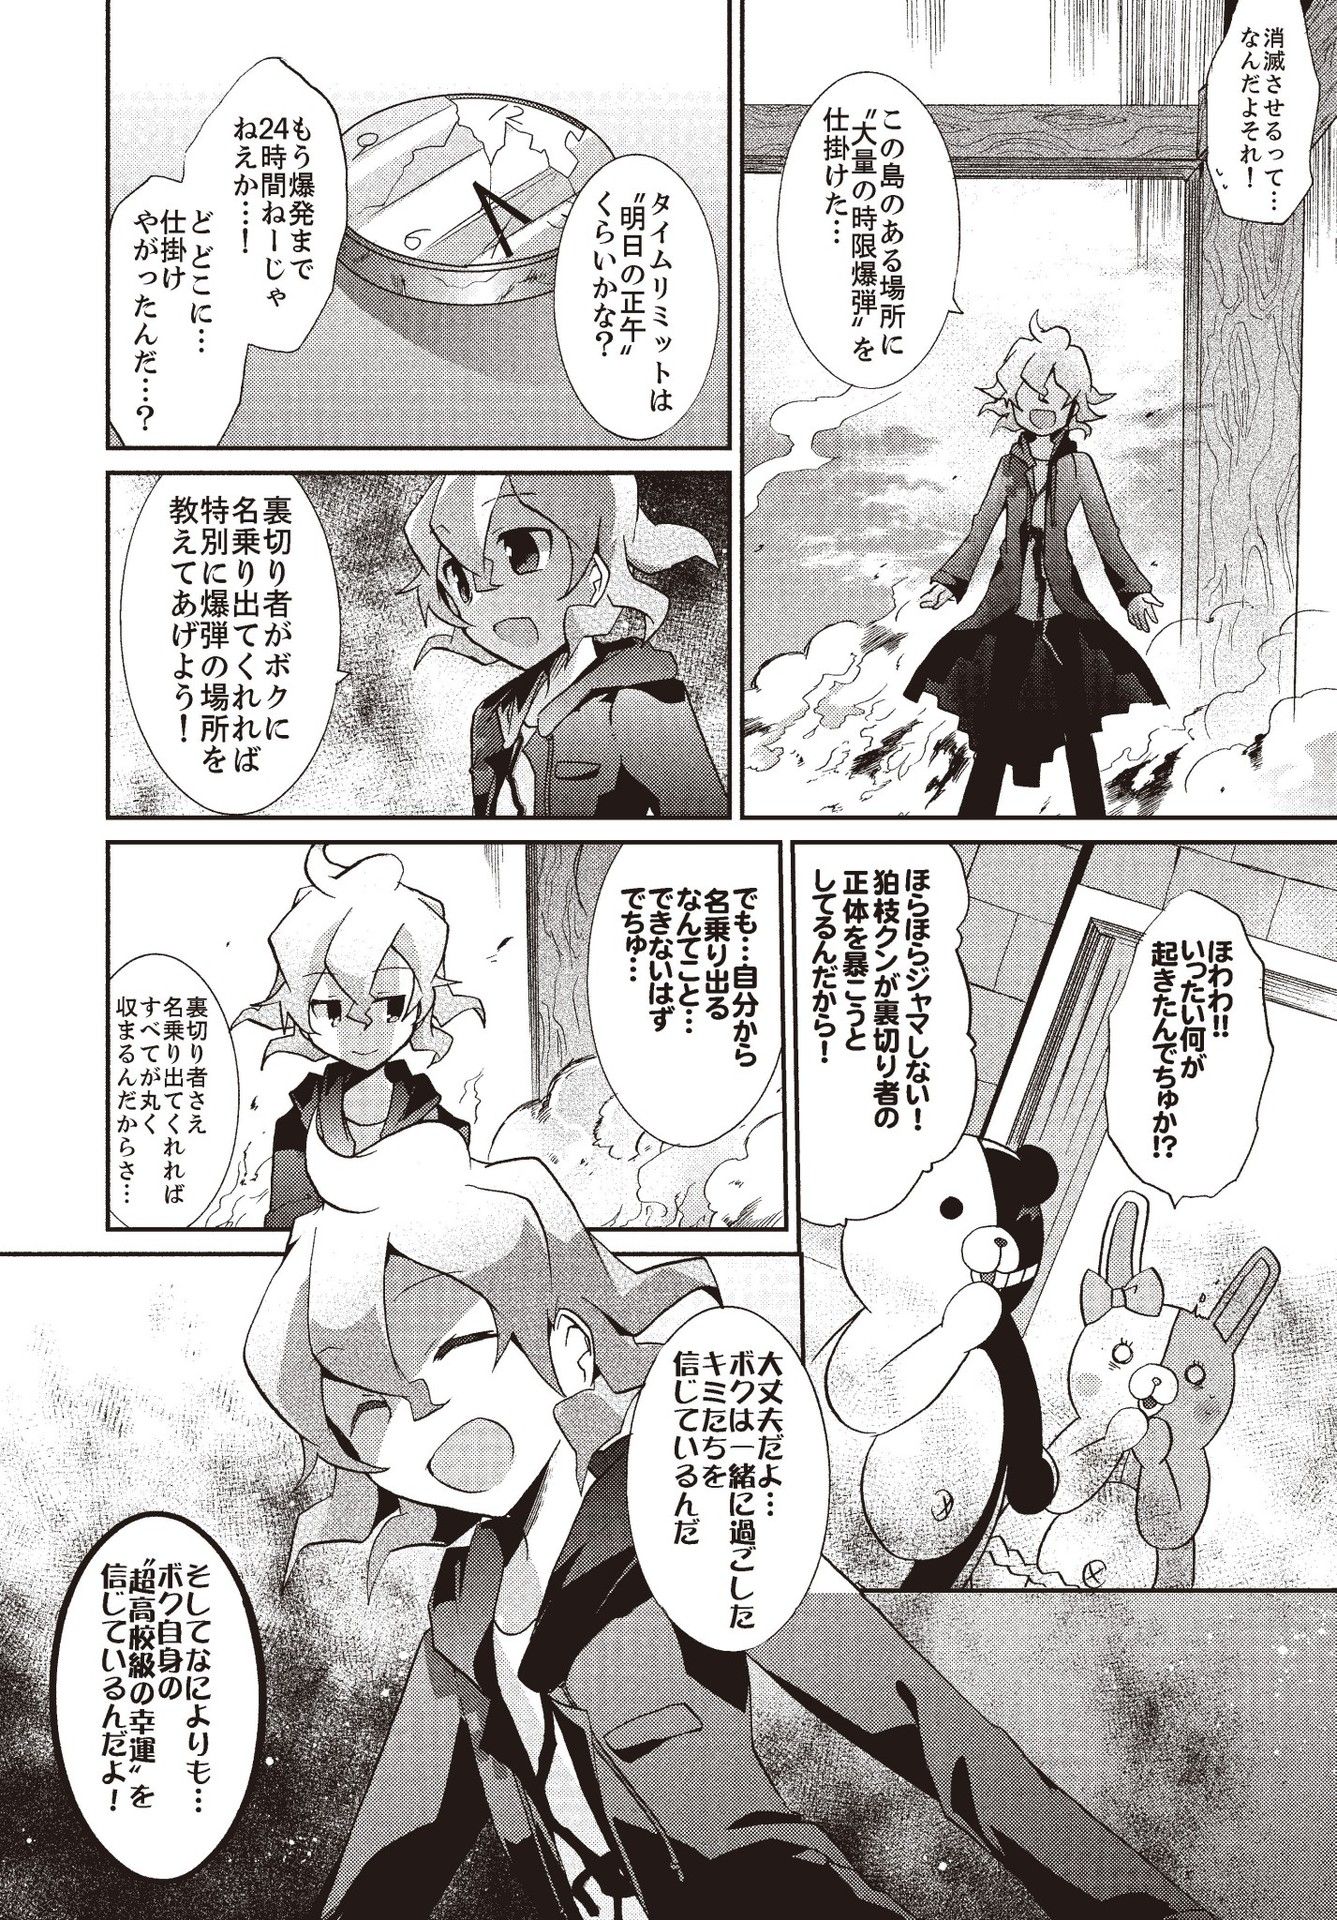 消滅させるって…
なんだよそれ！
この島のある場所に
〝大量の時限爆弾〟を
仕掛けた…
タイムリミットは
〝明日の正午〟
くらいかな？
もう爆発まで
24時間ねーじゃ
ねえか…！
ど どこに…
仕掛け
やがったんだ…？
裏切り者がボクに
名乗り出てくれれば
特別に爆弾の場所を
教えてあげよう！
ほわわ!!
いったい何が
起きたんでちゅか!?
ほらほらジャマしない！
狛枝クンが裏切り者の
正体を暴こうと
してるんだから！
でも…自分から
名乗り出る
なんてこと…
できないはず
でちゅ…
裏切り者さえ
名乗り出てくれれば
すべてが丸く
収まるんだからさ…
大丈夫だよ…
ボクは一緒に過ごした
キミたちを
信じているんだ
そしてなによりも…
ボク自身の
〝超高校級の幸運〟を
信じているんだよ！